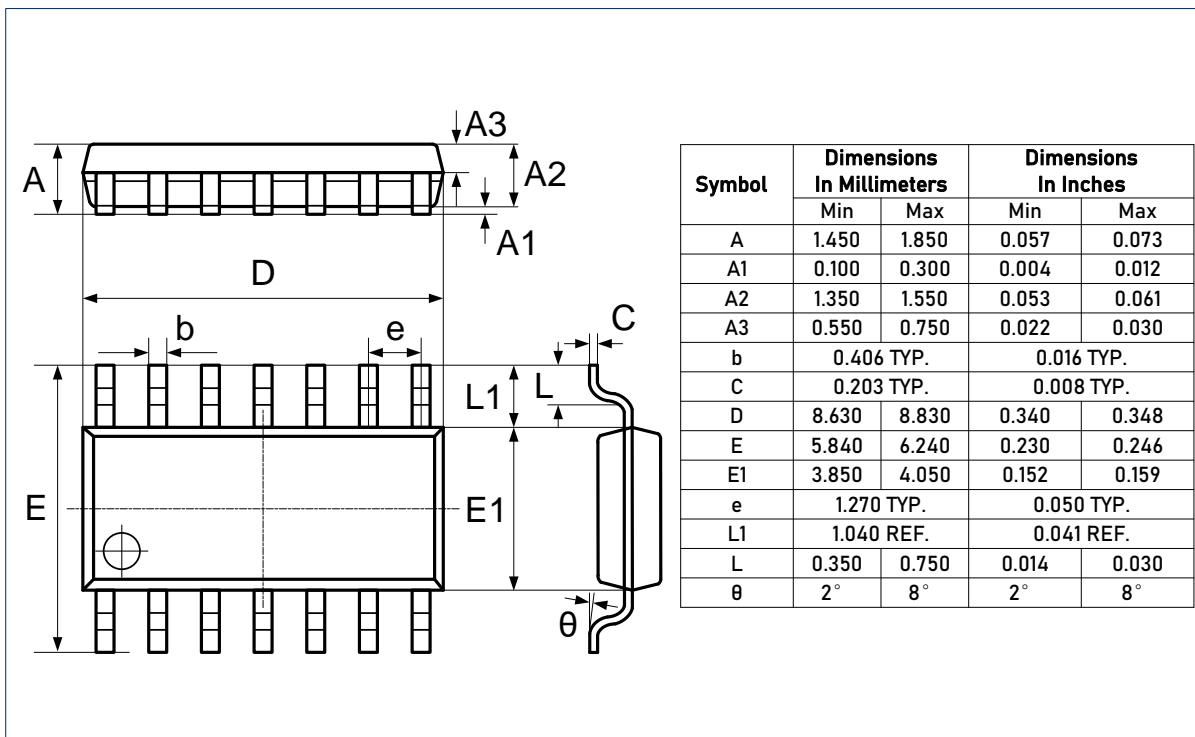 A3
A
A2
A1
D
b
e
C
L1
L
E
E1
θ
Symbol Dimensions In Millimeters Dimensions In Inches
Min Max Min Max
A 1.450 1.850 0.057 0.073
A1 0.100 0.300 0.004 0.012
A2 1.350 1.550 0.053 0.061
A3 0.550 0.750 0.022 0.030
b 0.406 TYP. 0.016 TYP.
C 0.203 TYP. 0.008 TYP.
D 8.630 8.830 0.340 0.348
E 5.840 6.240 0.230 0.246
E1 3.850 4.050 0.152 0.159
e 1.270 TYP. 0.050 TYP.
L1 1.040 REF. 0.041 REF.
L 0.350 0.750 0.014 0.030
θ 2° 8° 2° 8°